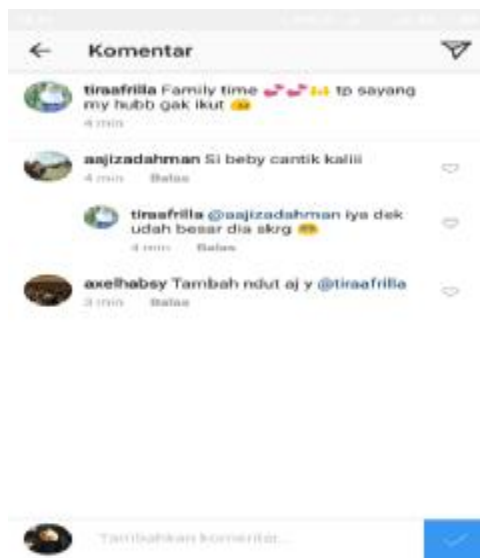 Komentar
tiraafrilla Family time 💞💞🙌 tp sayang
my hubb gak ikut
4 min
aajizadahman Si beby cantik kaliii
4 min Balas
tiraafrilla @aajizadahman iya dek
udah besar dia skrg
4 min Balas
axelhabsy Tambah ndut aj y @tiraafrilla
3 min Balas
Tambahkan komentar...